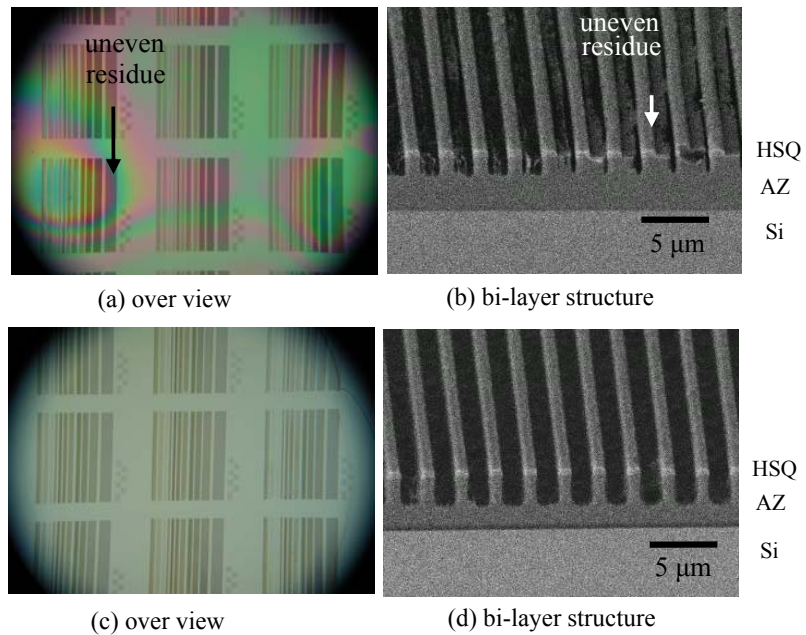 uneven
residue
uneven
residue
HSQ
AZ
Si
5 µm
(a) over view
(b) bi-layer structure
HSQ
AZ
Si
5 µm
(c) over view
(d) bi-layer structure